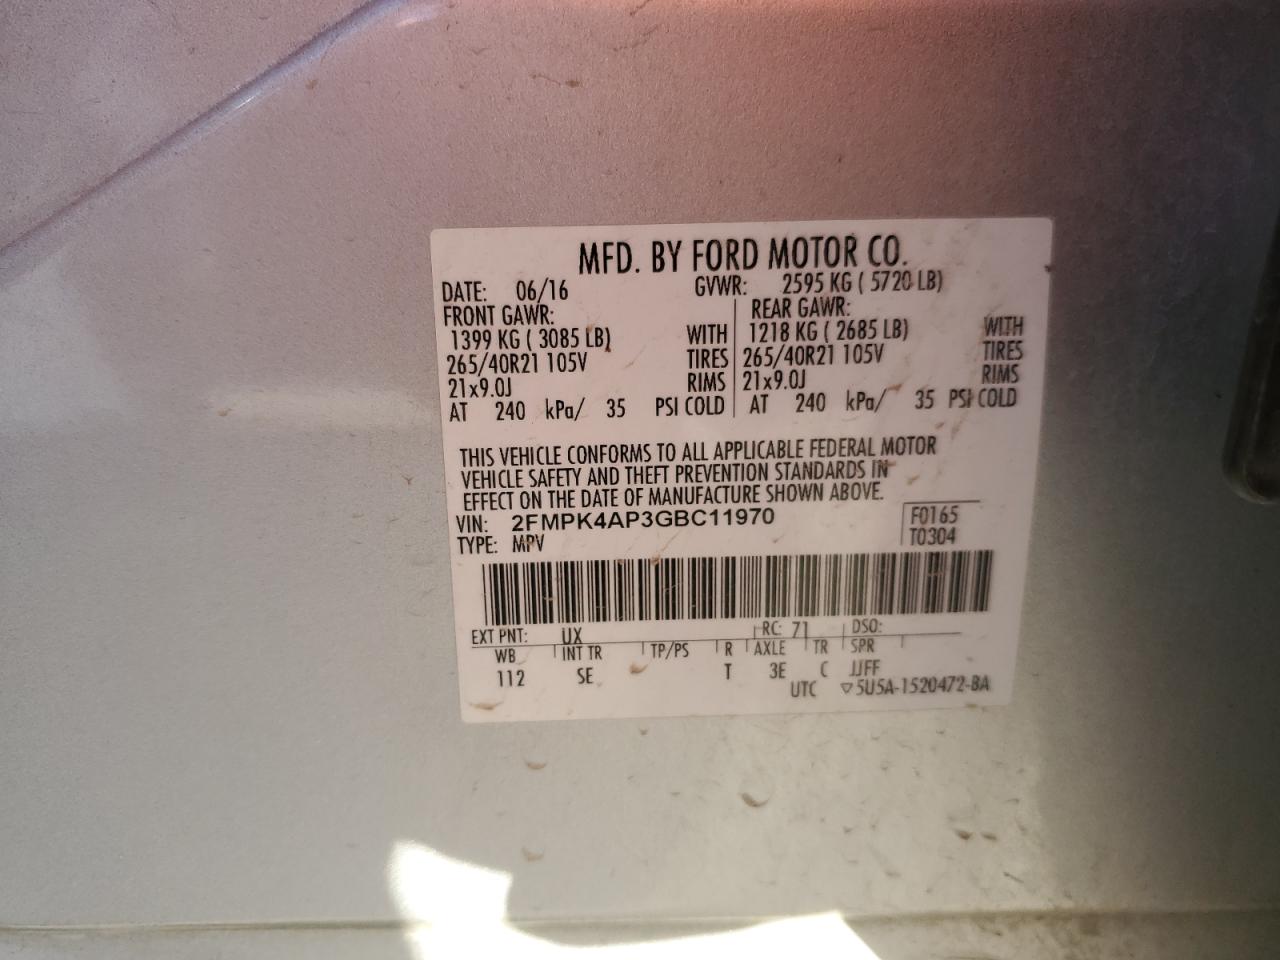 MFD. BY FORD MOTOR CO.
DATE: 06/16 GVWR: 2595 KG ( 5720 LB)
FRONT GAWR: REAR GAWR:
1399 KG ( 3085 LB) WITH 1218 KG ( 2685 LB) WITH
265/40R21 105V TIRES 265/40R21 105V TIRES
21x9.0J RIMS 21x9.0J RIMS
AT 240 kPa/ 35 PSI COLD AT 240 kPa/ 35 PSI COLD
THIS VEHICLE CONFORMS TO ALL APPLICABLE FEDERAL MOTOR
VEHICLE SAFETY AND THEFT PREVENTION STANDARDS IN
EFFECT ON THE DATE OF MANUFACTURE SHOWN ABOVE.
VIN: 2FMPK4AP3GBC11970 F0165
TYPE: MPV T0304
EXT PNT: UX RC: 71 DSO:
WB INT TR TP/PS R AXLE TR SPR
112 SE T 3E C JJFF
UTC ▽5U5A-1520472-BA